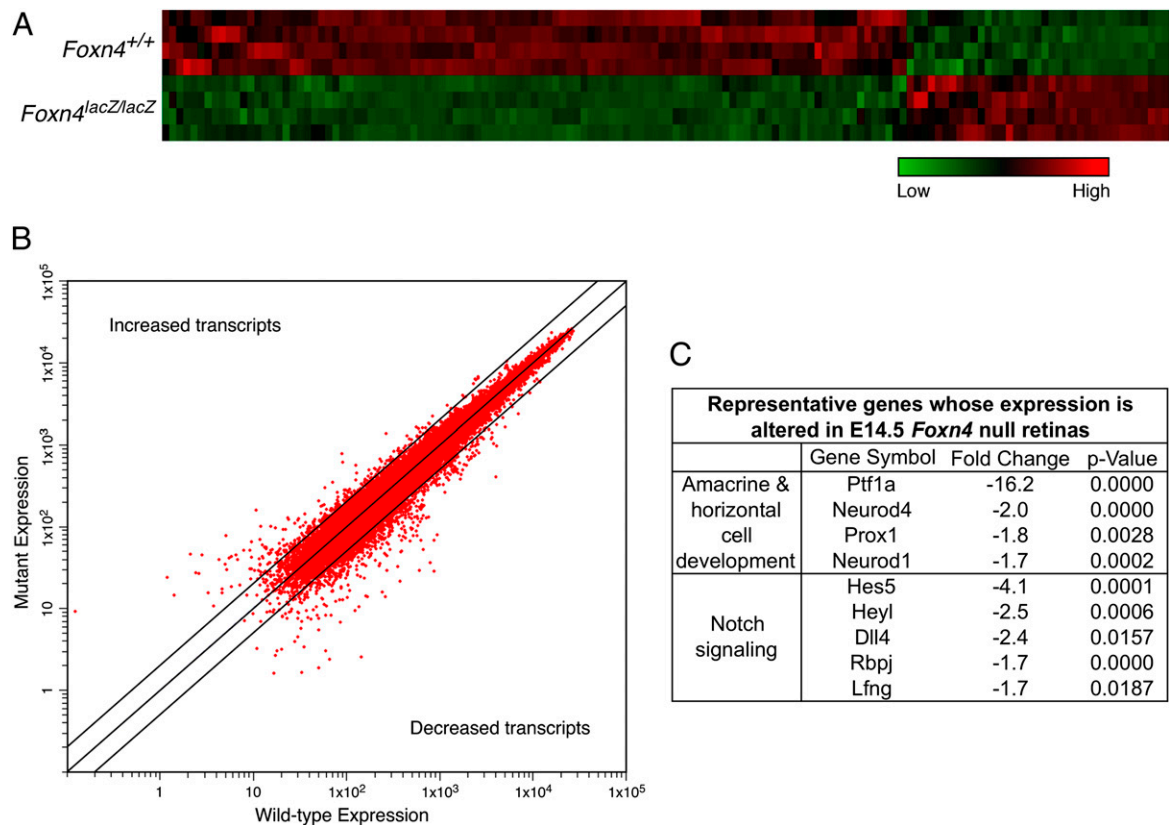 A
Foxn4+/+
Foxn4lacZ/lacZ
Low High
B
Increased transcripts
Decreased transcripts
Mutant Expression
1x10⁵
1x10⁴
1x10³
1x10²
10
1
1 10 1x10² 1x10³ 1x10⁴ 1x10⁵
Wild-type Expression
C
Representative genes whose expression is
altered in E14.5 Foxn4 null retinas
Gene Symbol Fold Change p-Value
Amacrine & Ptf1a -16.2 0.0000
horizontal Neurod4 -2.0 0.0000
cell Prox1 -1.8 0.0028
development Neurod1 -1.7 0.0002
Hes5 -4.1 0.0001
Notch Heyl -2.5 0.0006
signaling Dll4 -2.4 0.0157
Rbpj -1.7 0.0000
Lfng -1.7 0.0187